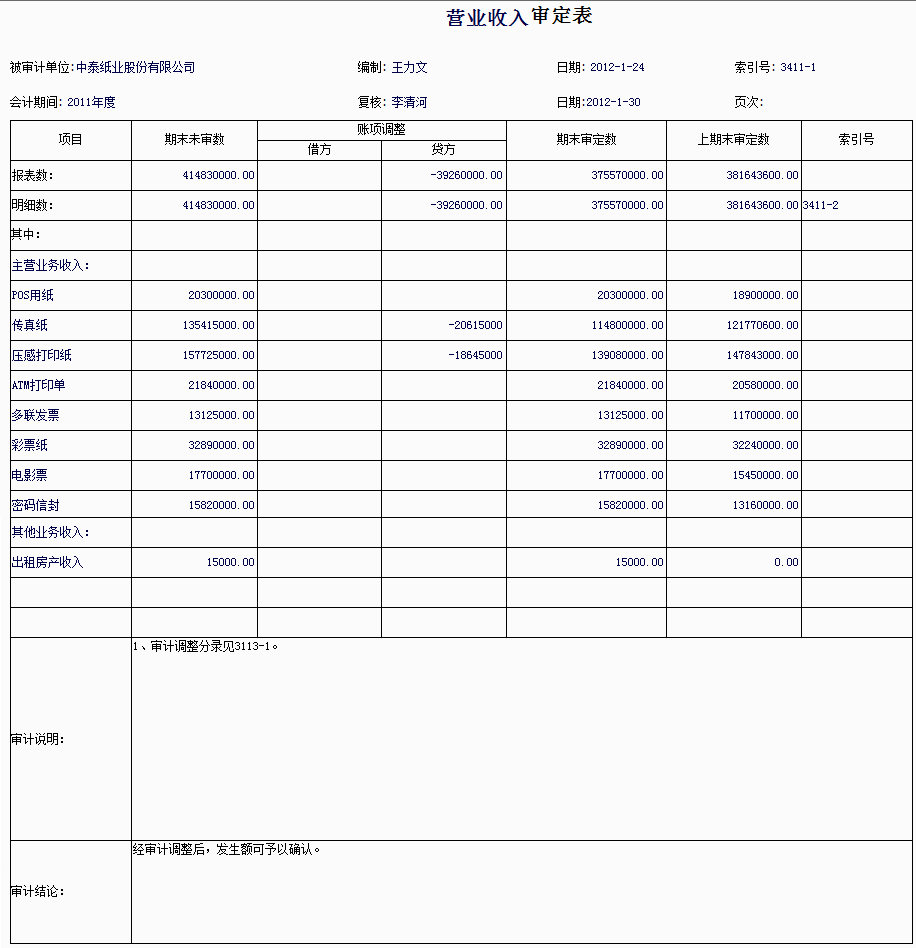 营业收入审定表
被审计单位:中泰纸业股份有限公司 编制: 王力文 日期: 2012-1-24 索引号: 3411-1
会计期间: 2011年度 复核: 李清河 日期:2012-1-30 页次:
项目 期末未审数 账项调整 期末审定数 上期末审定数 索引号
借方 贷方
报表数: 414830000.00 -39260000.00 375570000.00 381643600.00
明细数: 414830000.00 -39260000.00 375570000.00 381643600.00 3411-2
其中:
主营业务收入:
POS用纸 20300000.00 20300000.00 18900000.00
传真纸 135415000.00 -20615000 114800000.00 121770600.00
压感打印纸 157725000.00 -18645000 139080000.00 147843000.00
ATM打印单 21840000.00 21840000.00 20580000.00
多联发票 13125000.00 13125000.00 11700000.00
彩票纸 32890000.00 32890000.00 32240000.00
电影票 17700000.00 17700000.00 15450000.00
密码信封 15820000.00 15820000.00 13160000.00
其他业务收入:
出租房产收入 15000.00 15000.00 0.00
1、审计调整分录见3113-1。
审计说明:
经审计调整后，发生额可予以确认。
审计结论: